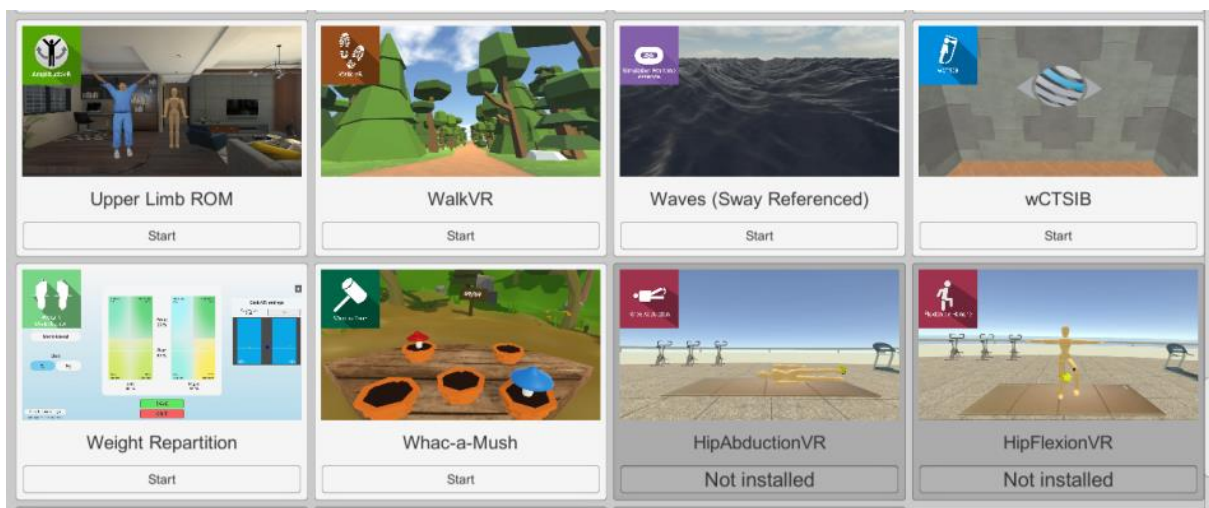 Upper Limb ROM
Start
WalkVR
Start
Waves (Sway Referenced)
Start
wCTSIB
Start
Weight Repartition
Start
Whac-a-Mush
Start
HipAbductionVR
Not installed
HipFlexionVR
Not installed